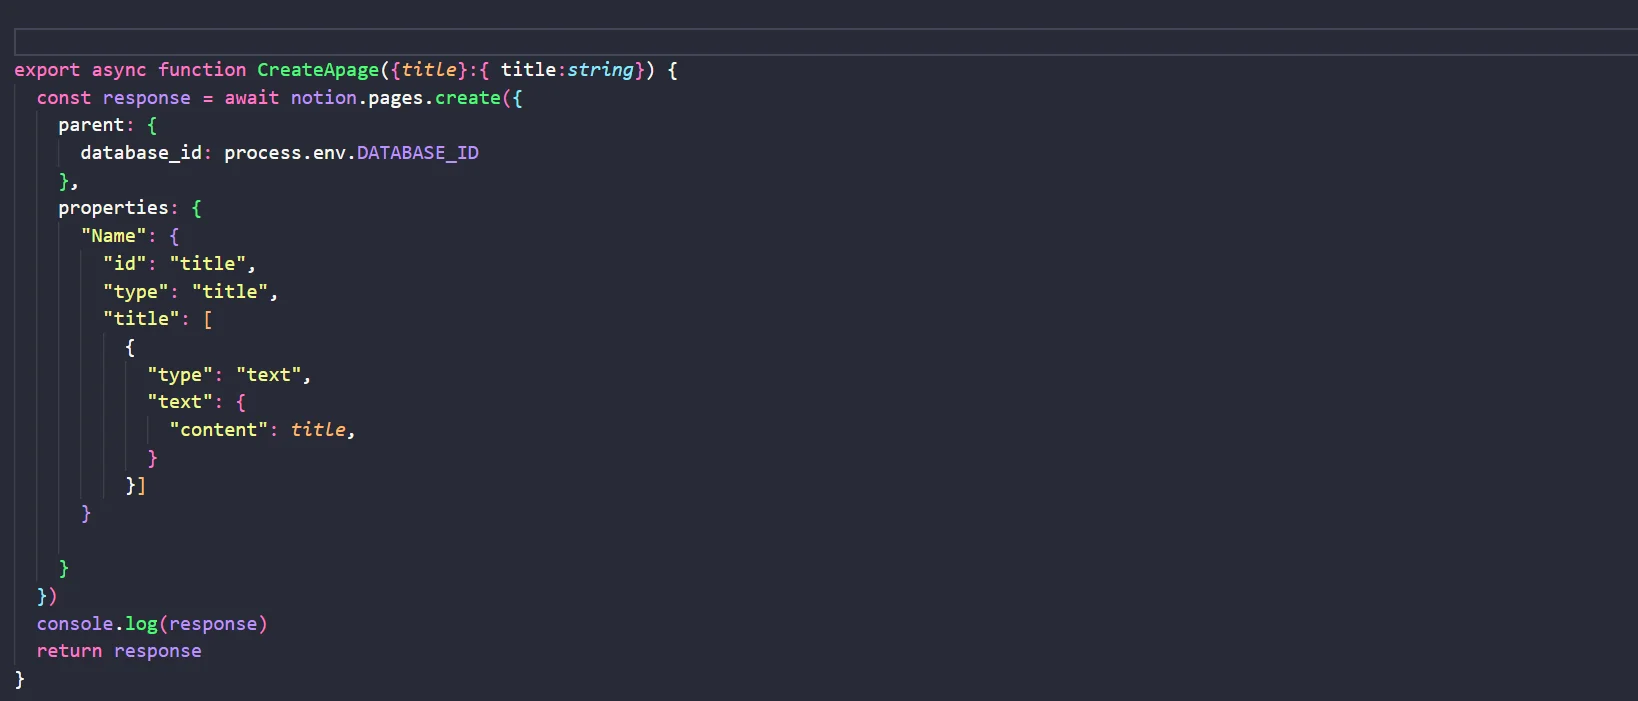 export async function CreateApage({title}:{ title:string}) {
const response = await notion.pages.create({
parent: {
database_id: process.env.DATABASE_ID
},
properties: {
"Name": {
"id": "title",
"type": "title",
"title": [
{
"type": "text",
"text": {
"content": title,
}
}]
}
}
})
console.log(response)
return response
}